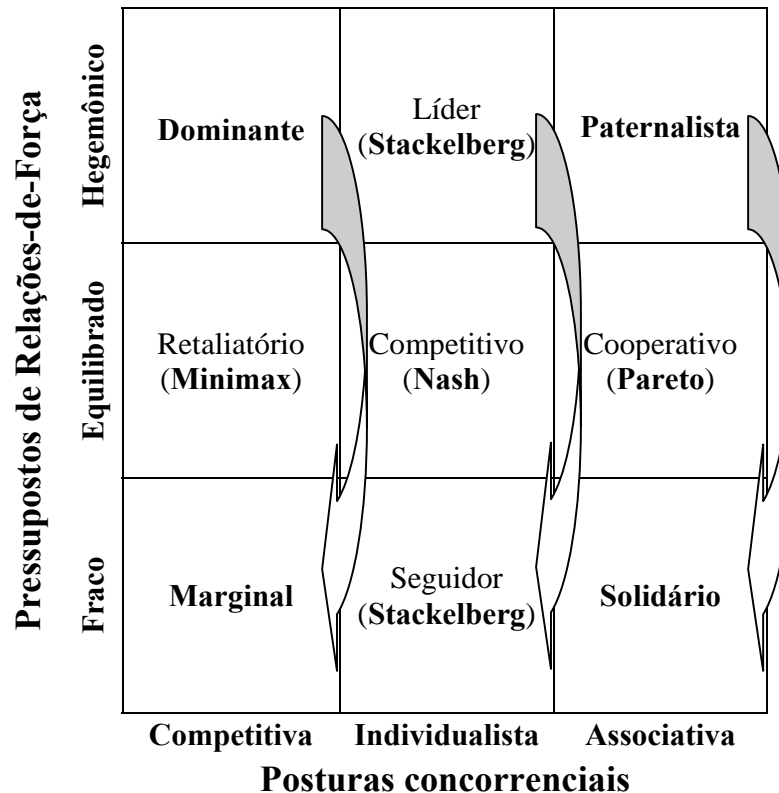 Pressupostos de Relações-de-Força
Hegemônico
Dominante
Líder
(Stackelberg)
Paternalista
Equilibrado
Retaliatório
(Minimax)
Competitivo
(Nash)
Cooperativo
(Pareto)
Fraco
Marginal
Seguidor
(Stackelberg)
Solidário
Competitiva
Individualista
Associativa
Posturas concorrenciais